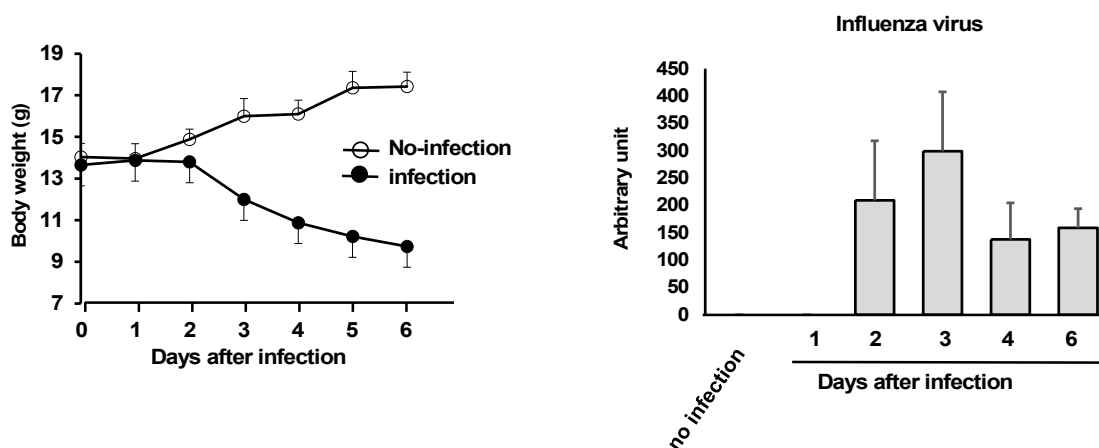 19
17
15
13
11
9
7
Body weight (g)
No-infection
infection
0 1 2 3 4 5 6
Days after infection
Influenza virus
450
400
350
300
250
200
150
100
50
0
Arbitrary unit
no infection
1 2 3 4 6
Days after infection